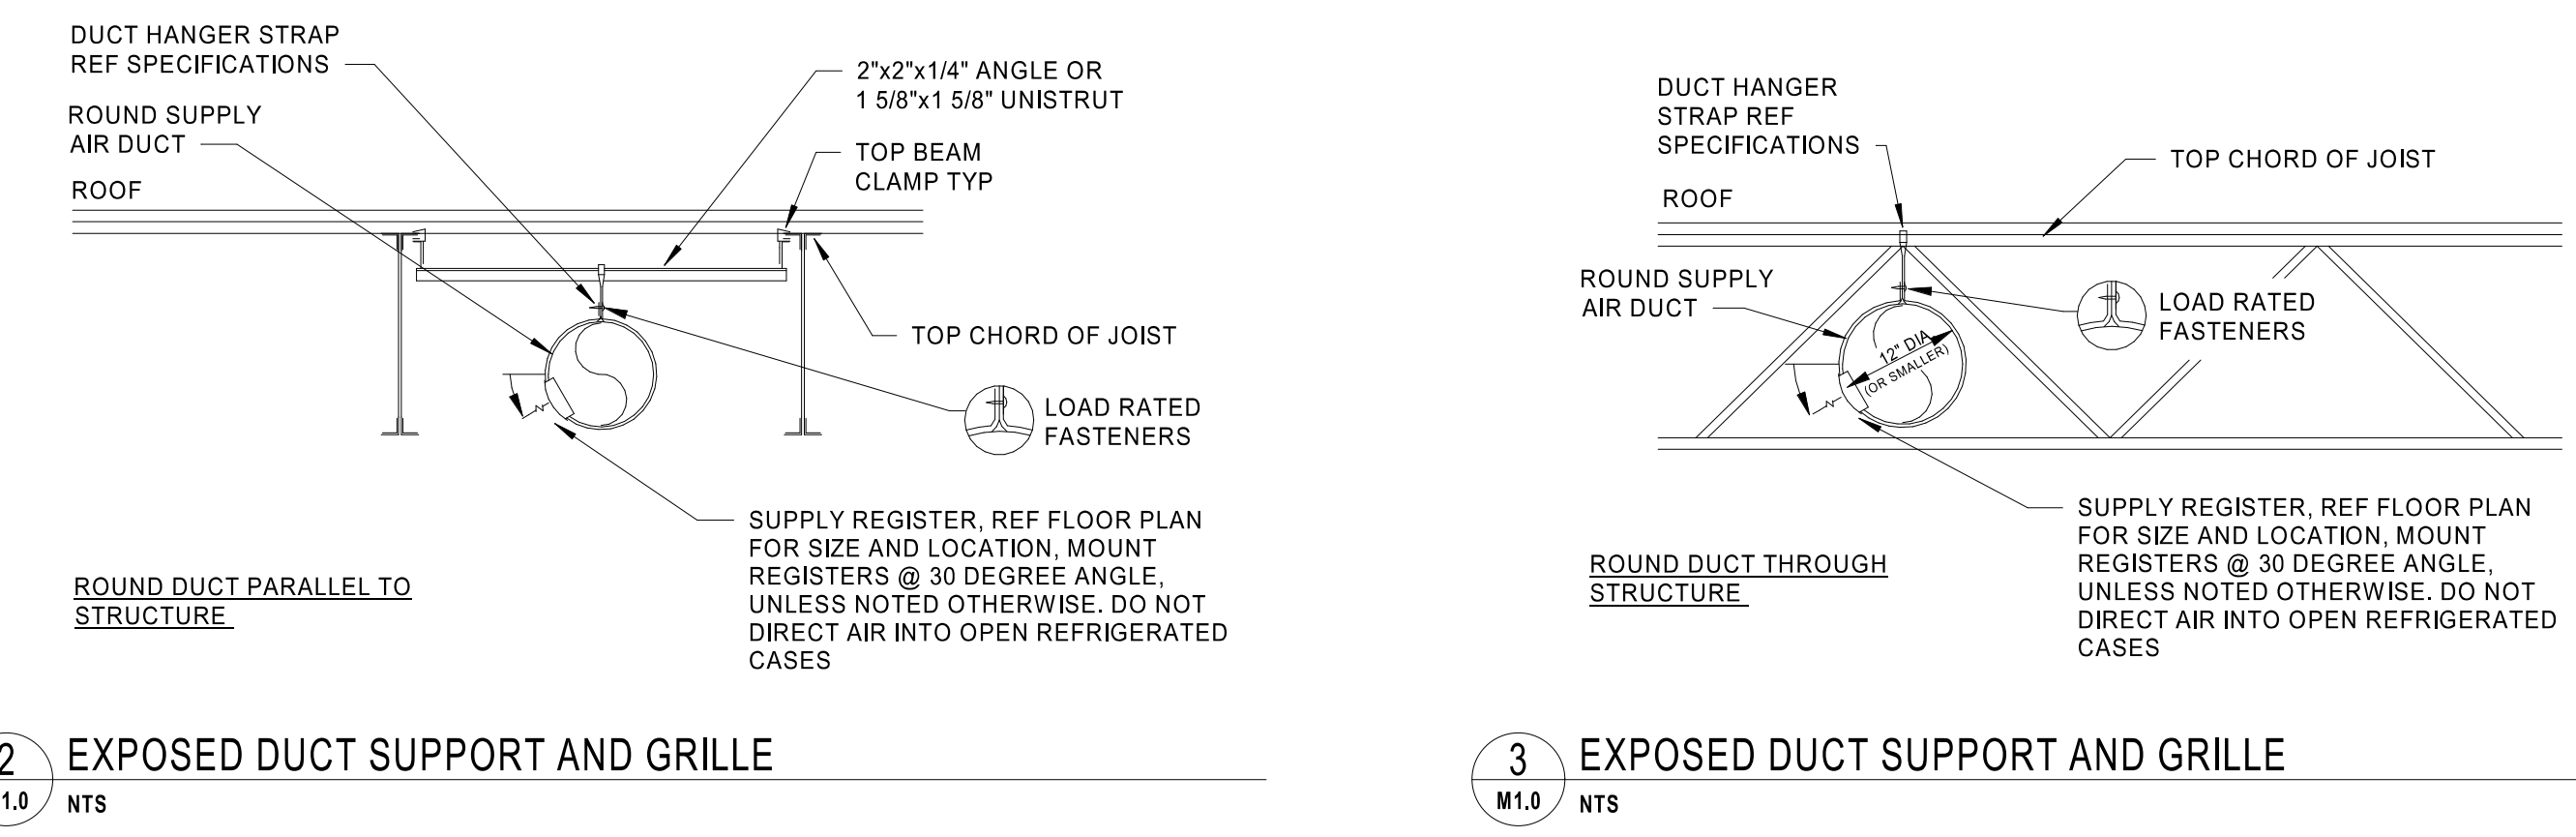 DUCT HANGER STRAP
REF SPECIFICATIONS
ROUND SUPPLY
AIR DUCT
ROOF
2"x2"x1/4" ANGLE OR
1 5/8"x1 5/8" UNISTRUT
TOP BEAM
CLAMP TYP
TOP CHORD OF JOIST
LOAD RATED
FASTENERS
SUPPLY REGISTER, REF FLOOR PLAN
FOR SIZE AND LOCATION, MOUNT
REGISTERS @ 30 DEGREE ANGLE,
UNLESS NOTED OTHERWISE. DO NOT
DIRECT AIR INTO OPEN REFRIGERATED
CASES
ROUND DUCT PARALLEL TO
STRUCTURE
2
1.0
EXPOSED DUCT SUPPORT AND GRILLE
NTS
DUCT HANGER
STRAP REF
SPECIFICATIONS
ROOF
TOP CHORD OF JOIST
ROUND SUPPLY
AIR DUCT
12" DIA
(OR SMALLER)
LOAD RATED
FASTENERS
SUPPLY REGISTER, REF FLOOR PLAN
FOR SIZE AND LOCATION, MOUNT
REGISTERS @ 30 DEGREE ANGLE,
UNLESS NOTED OTHERWISE. DO NOT
DIRECT AIR INTO OPEN REFRIGERATED
CASES
ROUND DUCT THROUGH
STRUCTURE
3
M1.0
EXPOSED DUCT SUPPORT AND GRILLE
NTS